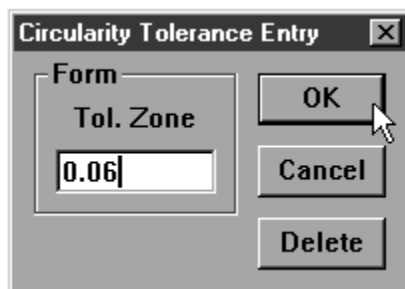 Circularity Tolerance Entry
Form
Tol. Zone
0.06
OK
Cancel
Delete